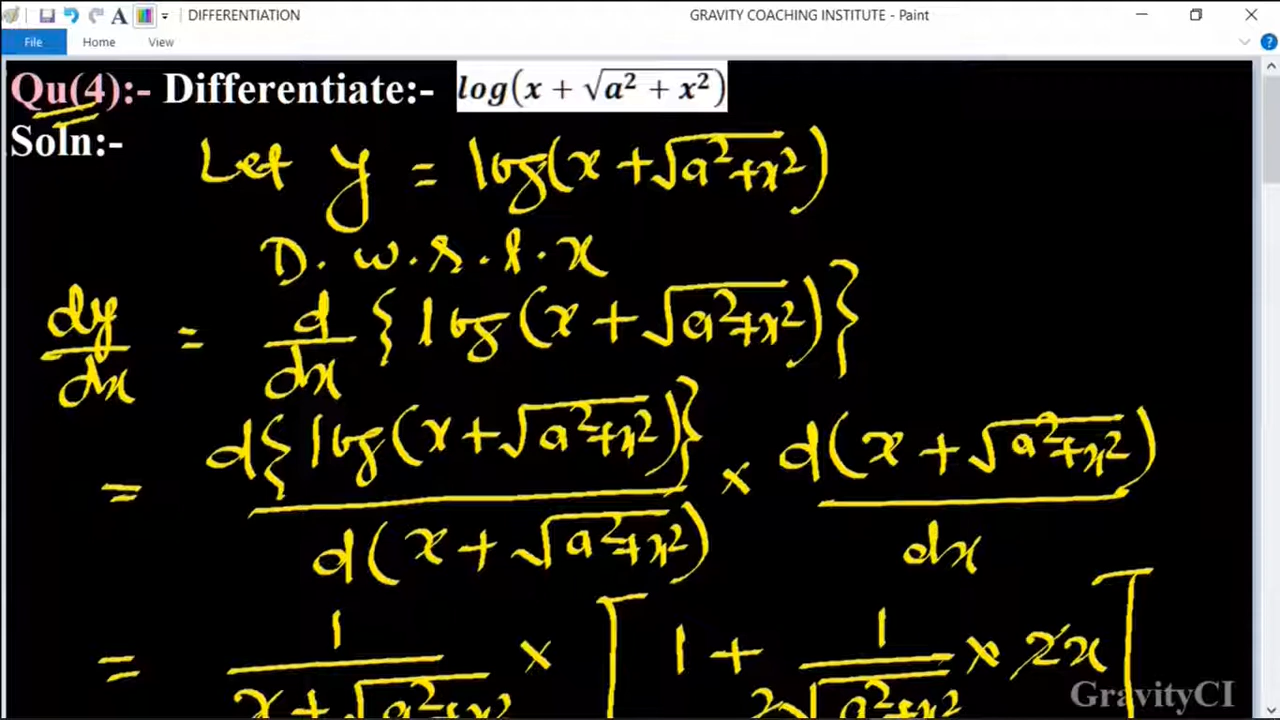 DIFFERENTIATION GRAVITY COACHING INSTITUTE - Paint
File Home View
Qu(4):- Differentiate:- log(x + √a² + x²)
Soln:- Let y = log(x + √a²+x²)
D. w. r. t. x
dy/dx = d/dx {log(x + √a²+x²)}
= d{log(x+√a²+x²)}/d(x+√a²+x²) × d(x+√a²+x²)/dx
= 1/x+√a²+x² × [1 + 1/2√a²+x² × 2x]
GravityCI